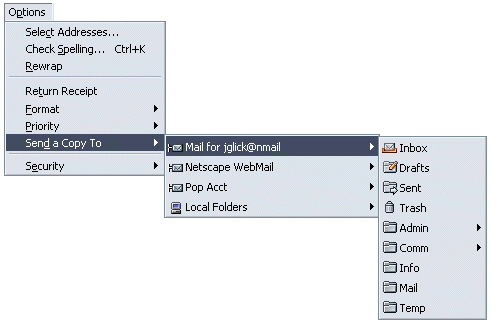 Options
Select Addresses...
Check Spelling... Ctrl+K
Rewrap
Return Receipt
Format
Priority
Send a Copy To
Security
Mail for jglick@nmail
Netscape WebMail
Pop Acct
Local Folders
Inbox
Drafts
Sent
Trash
Admin
Comm
Info
Mail
Temp